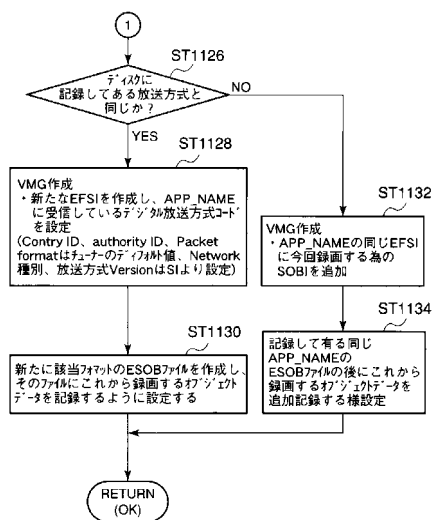 1
ST1126
ディスクに
記録してある放送方式と
同じか？
NO
YES
ST1128
VMG作成
・新たなEFSIを作成し、APP_NAME
に受信しているデジタル放送方式コード
を設定
(Contry ID、authority ID、Packet
formatはチューナーのディフォルト値、Network
種別、放送方式VersionはSIより設定)
ST1132
VMG作成
・APP_NAMEの同じEFSI
に今回録画する為の
SOBIを追加
ST1130
新たに該当フォマットのESOBファイルを作成し、
そのファイルにこれから録画するオブジェクト
データを記録するように設定する
ST1134
記録して有る同じ
APP_NAMEの
ESOBファイルの後にこれから
録画するオブジェクトデータを
追加記録する様設定
RETURN
(OK)